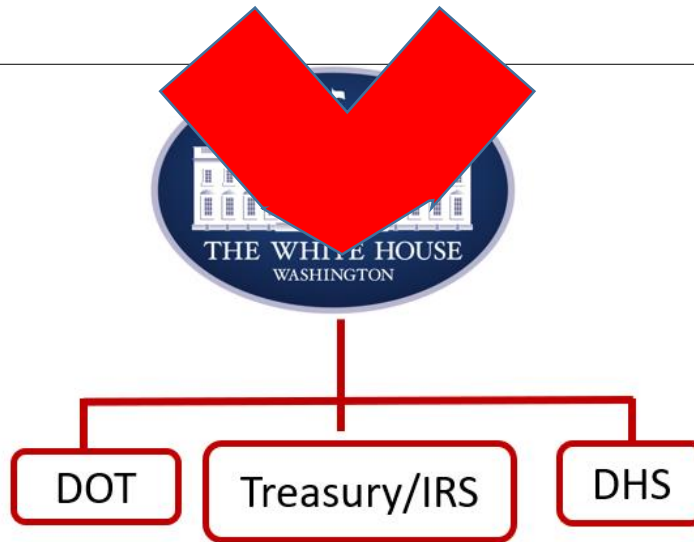 THE WHITE HOUSE
WASHINGTON
DOT
Treasury/IRS
DHS